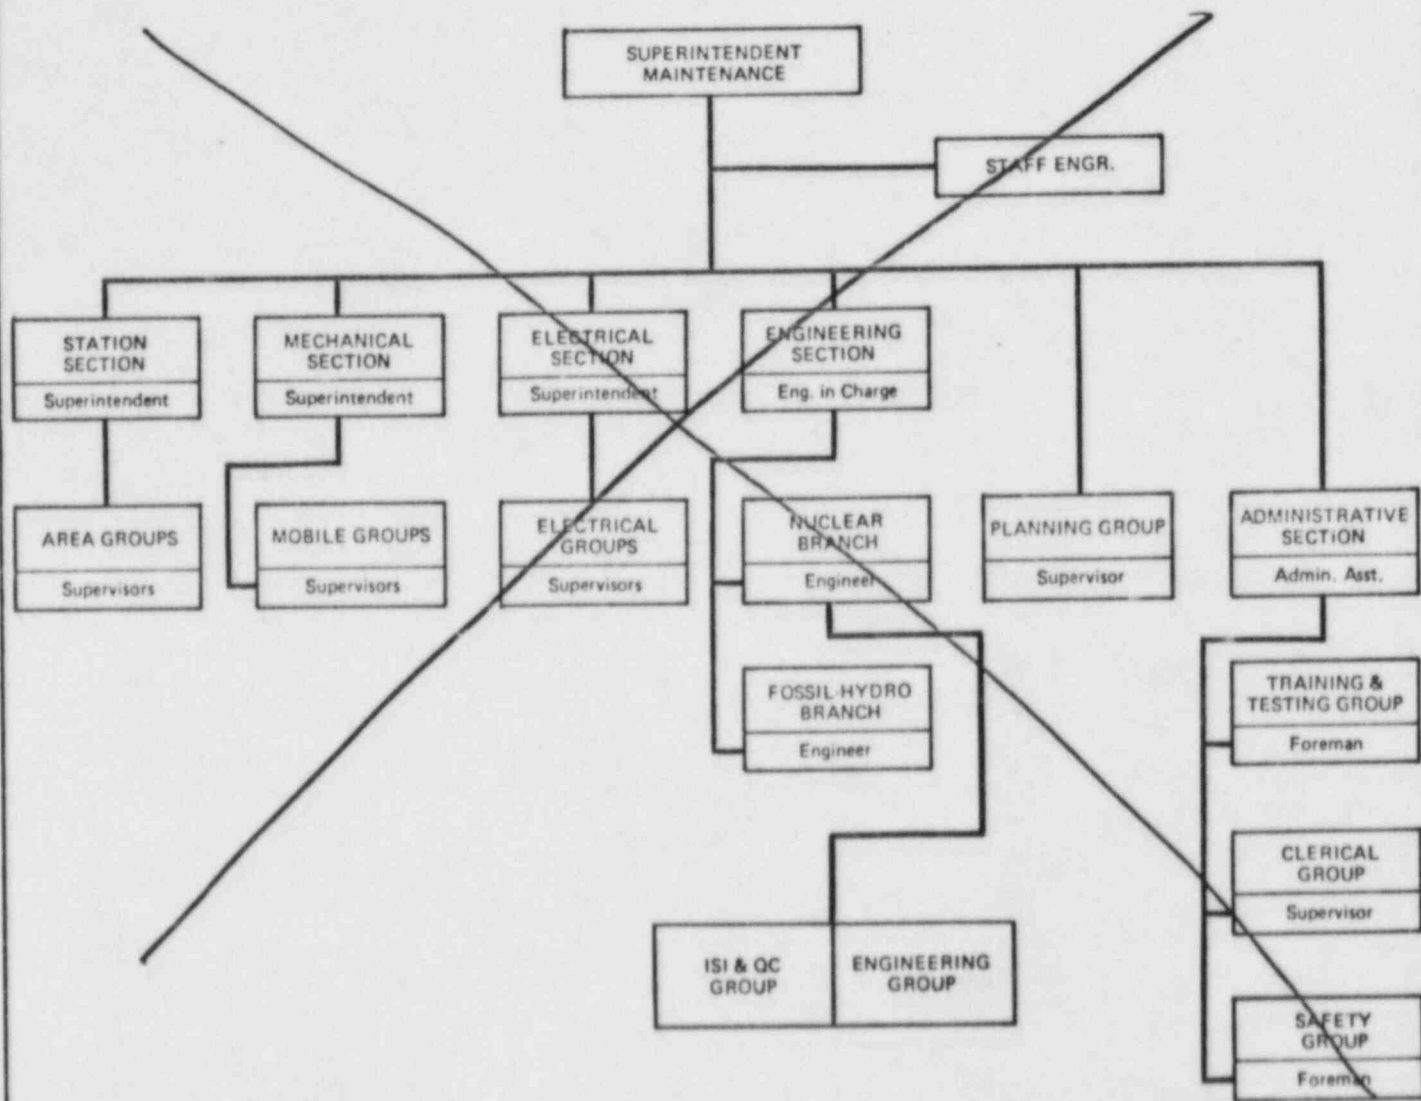 SUPERINTENDENT
MAINTENANCE
STAFF ENGR.
STATION
SECTION
Superintendent
MECHANICAL
SECTION
Superintendent
ELECTRICAL
SECTION
Superintendent
ENGINEERING
SECTION
Eng. in Charge
AREA GROUPS
Supervisors
MOBILE GROUPS
Supervisors
ELECTRICAL
GROUPS
Supervisors
NUCLEAR
BRANCH
Engineer
PLANNING GROUP
Supervisor
ADMINISTRATIVE
SECTION
Admin. Asst.
FOSSIL-HYDRO
BRANCH
Engineer
TRAINING &
TESTING GROUP
Foreman
CLERICAL
GROUP
Supervisor
ISI & QC
GROUP
ENGINEERING
GROUP
SAFETY
GROUP
Foreman